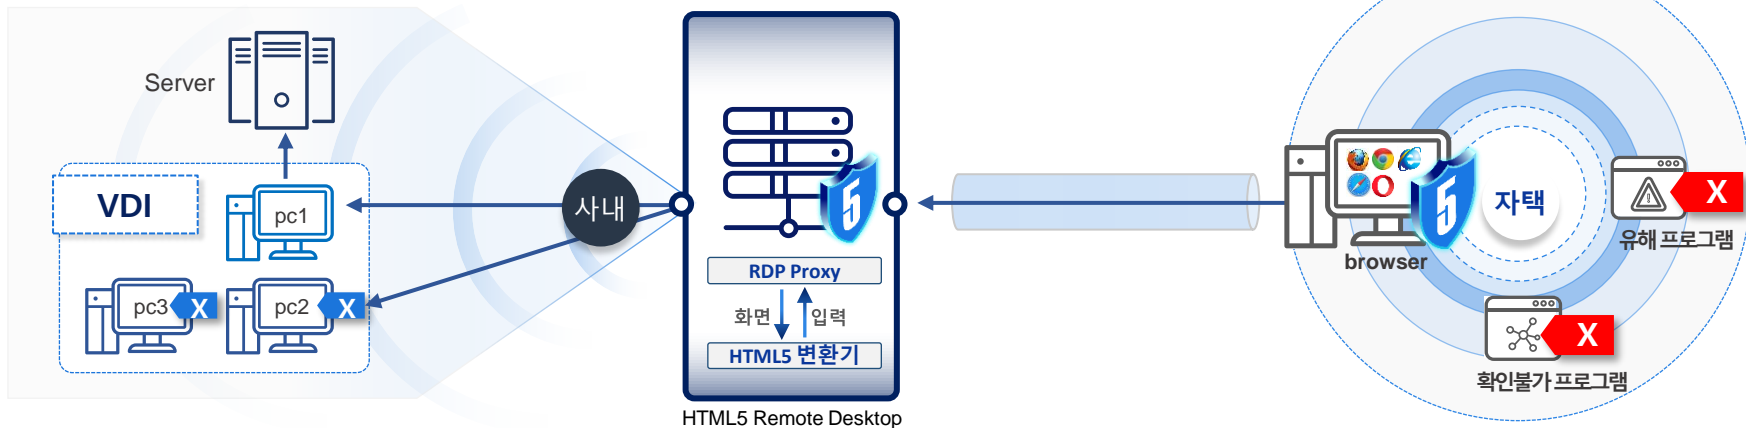 Server
VDI
pc1
pc3
X
pc2
X
사내
RDP Proxy
화면
입력
HTML5 변환기
HTML5 Remote Desktop
browser
자택
X
유해 프로그램
X
확인불가 프로그램